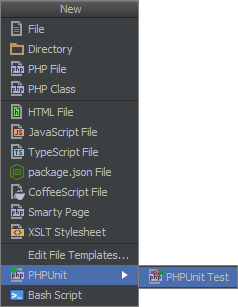 New
File
Directory
PHP File
PHP Class
HTML File
JavaScript File
TypeScript File
package.json File
CoffeeScript File
Smarty Page
XSLT Stylesheet
Edit File Templates...
PHPUnit
PHPUnit Test
Bash Script